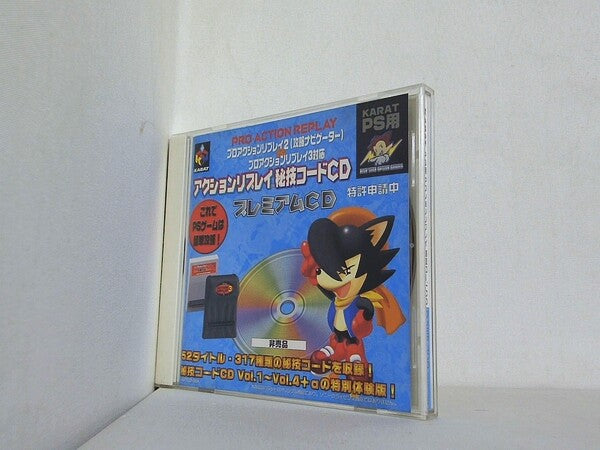 PRO ACTION REPLAY
プロアクションリプレイ2(攻略ナビゲーター)
プロアクションリプレイ3対応
アクションリプレイ 秘技コードCD
プレミアムCD
特許申請中
KARAT
KARAT
PS用
これで
PSゲームは
非売品
52タイトル・317種類の秘技コードを収録!
秘技コードCD Vol.1~Vol.4+αの特別体験版!